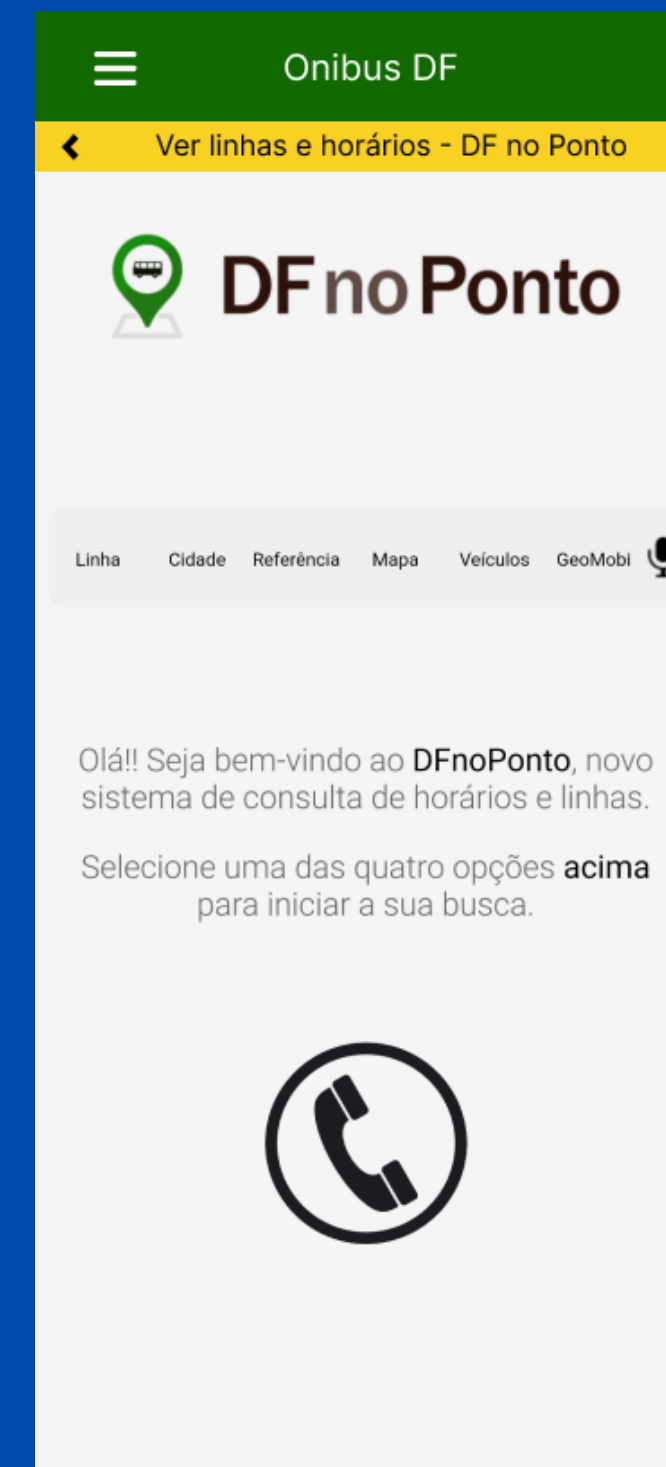 Onibus DF
Ver linhas e horários - DF no Ponto
DF no Ponto
Linha Cidade Referência Mapa Veículos GeoMobi
Olá!! Seja bem-vindo ao DFnoPonto, novo
sistema de consulta de horários e linhas.
Selecione uma das quatro opções acima
para iniciar a sua busca.